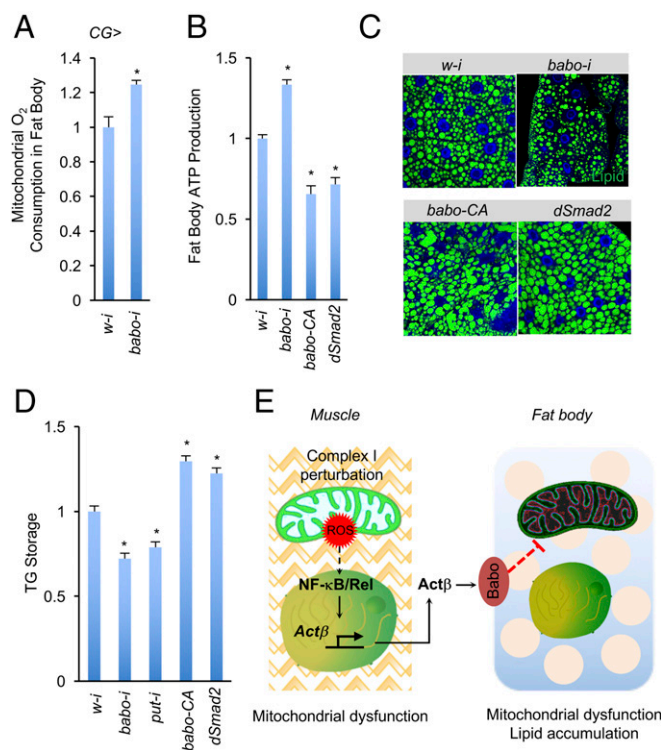 A
CG>
Mitochondrial O2
Consumption in Fat Body
1.4
1.2
1
0.8
0.6
0.4
0.2
0
w-i
babo-i
*
B
Fat Body ATP Production
1.5
1
0.5
0
w-i
babo-i
babo-CA
dSmad2
*
*
*
C
w-i
babo-i
Lipid
babo-CA
dSmad2
D
TG Storage
1.5
1
0.5
0
w-i
babo-i
put-i
babo-CA
dSmad2
*
*
*
*
E
Muscle
Fat body
Complex I
perturbation
ROS
NF-κB/Rel
Actβ
Actβ
Babo
Mitochondrial dysfunction
Mitochondrial dysfunction
Lipid accumulation